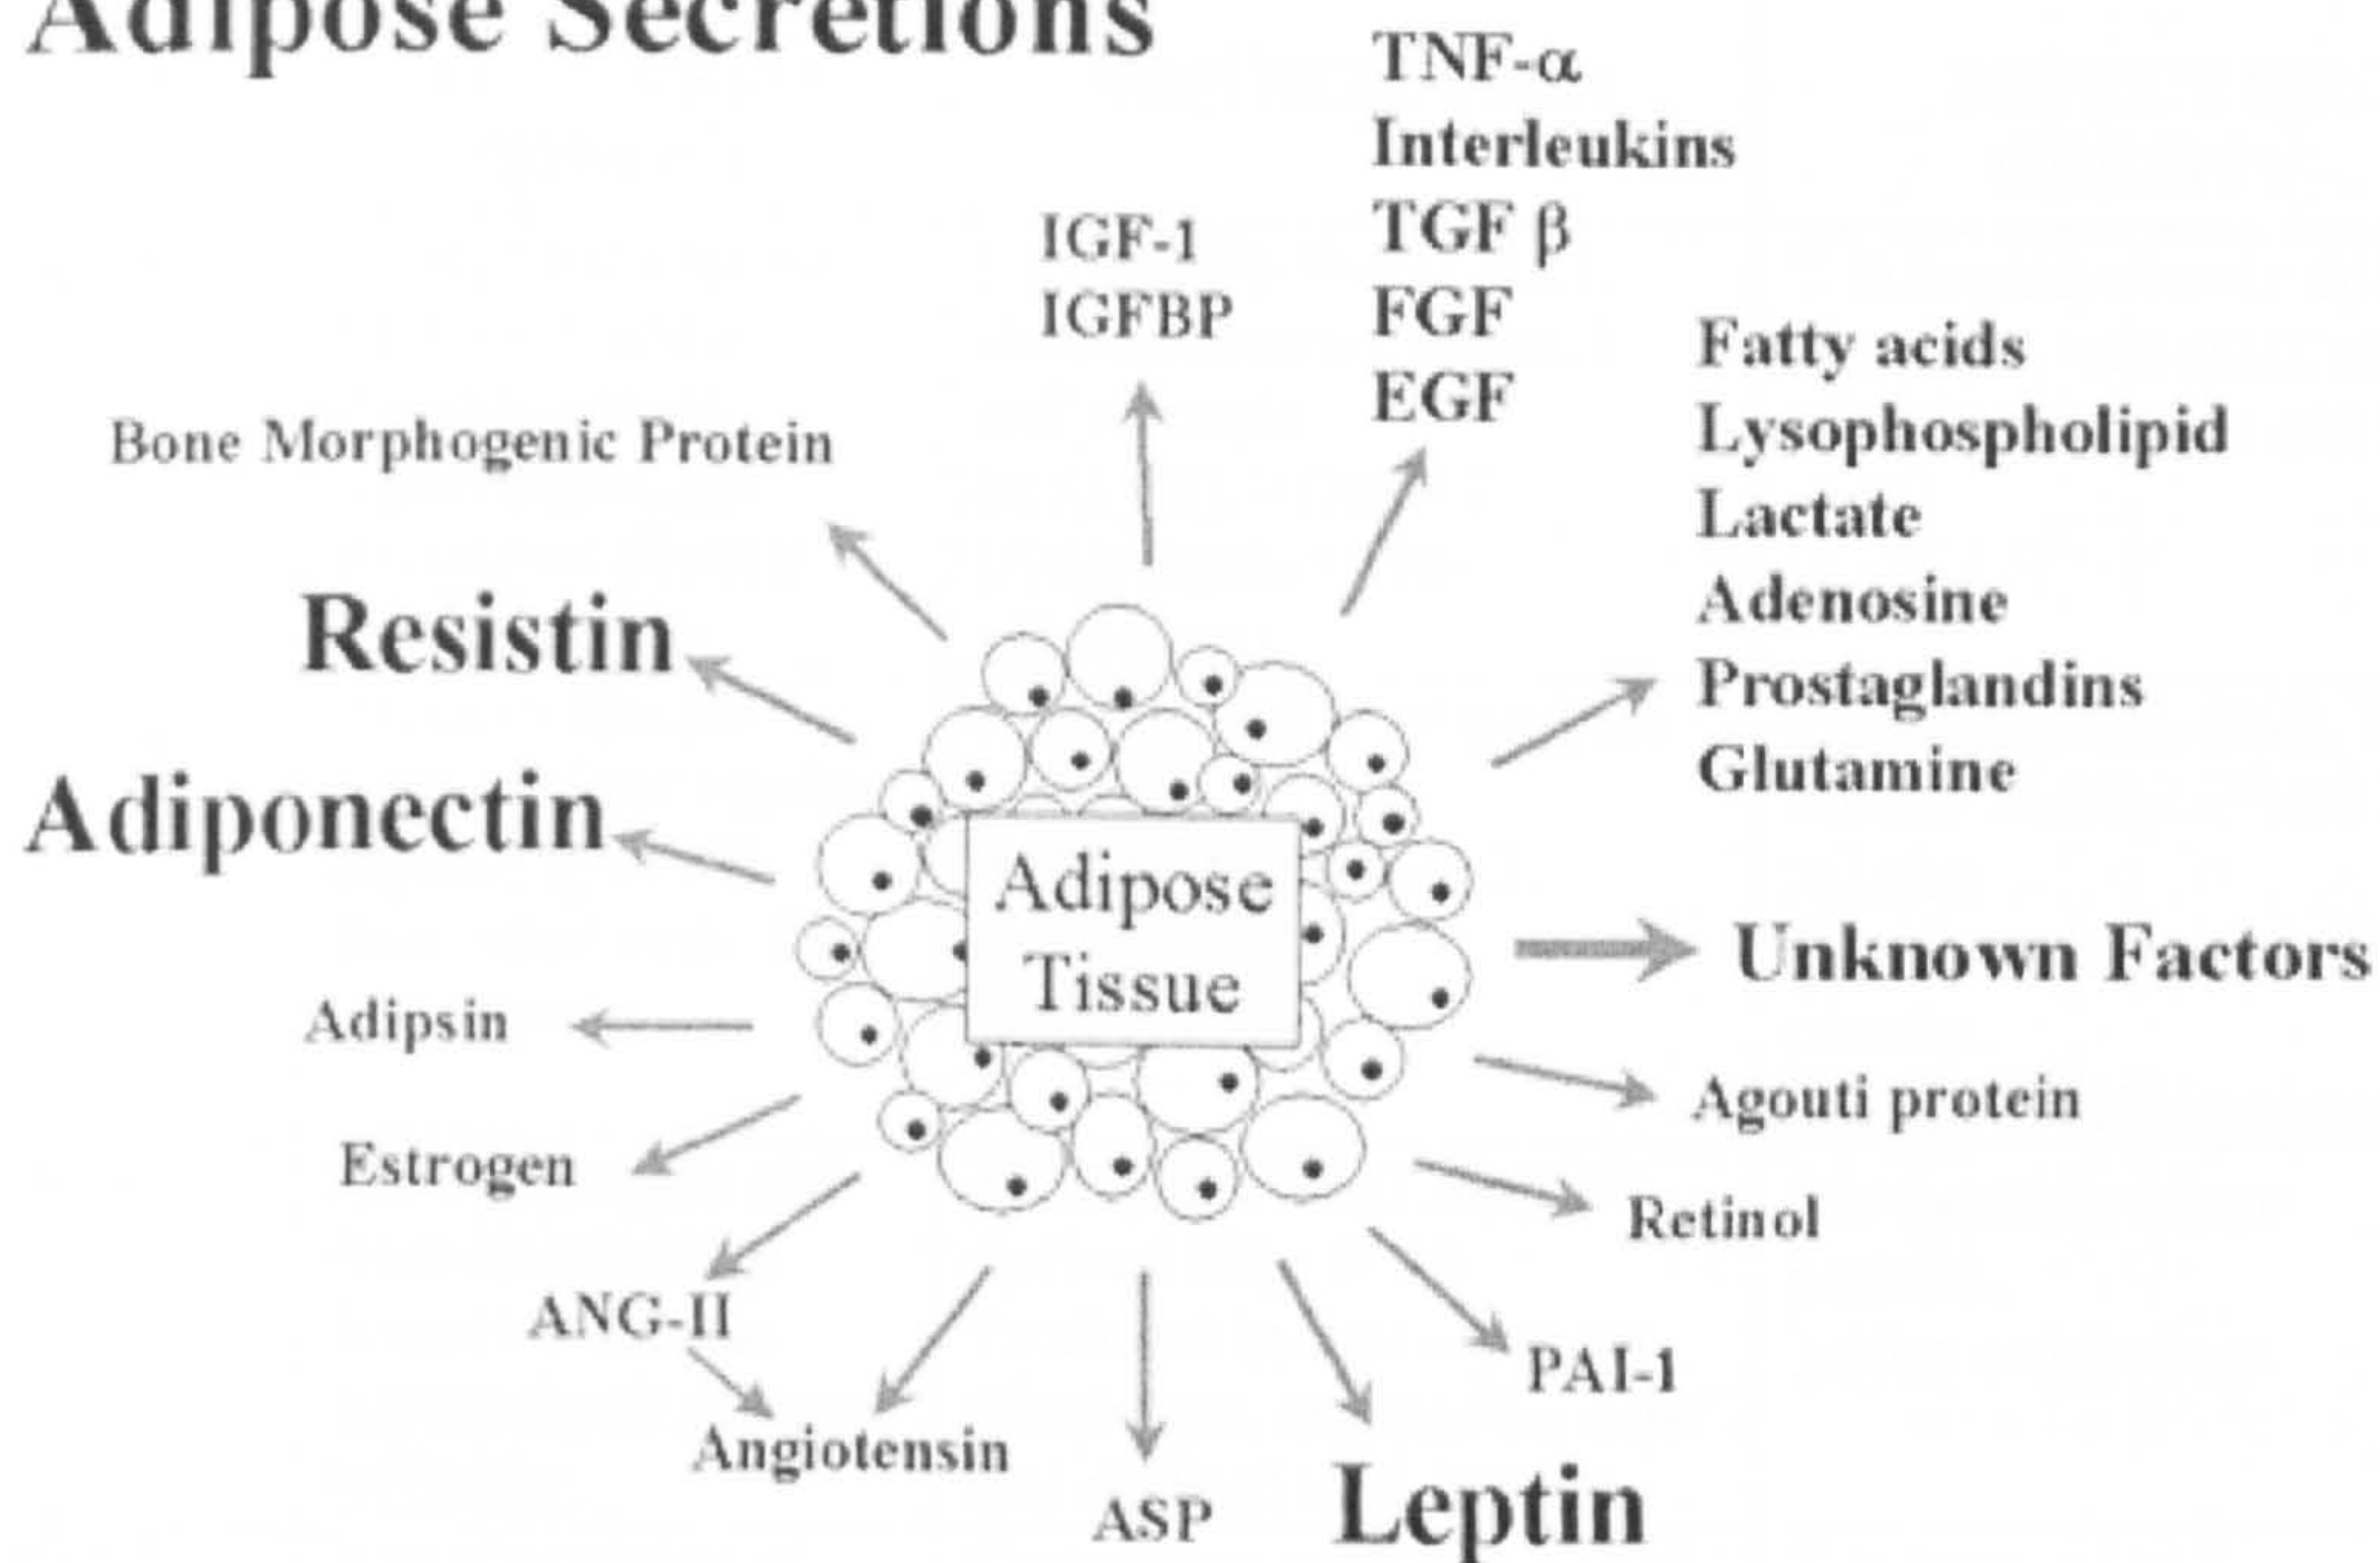 Adipose Secretions
TNF-α
Interleukins
TGF β
FGF
EGF
IGF-1
IGFBP
Fatty acids
Lysophospholipid
Lactate
Adenosine
Prostaglandins
Glutamine
Bone Morphogenic Protein
Resistin
Adiponectin
Adipose
Tissue
Unknown Factors
Adipsin
Agouti protein
Estrogen
Retinol
ANG-II
PAI-1
Angiotensin
ASP
Leptin